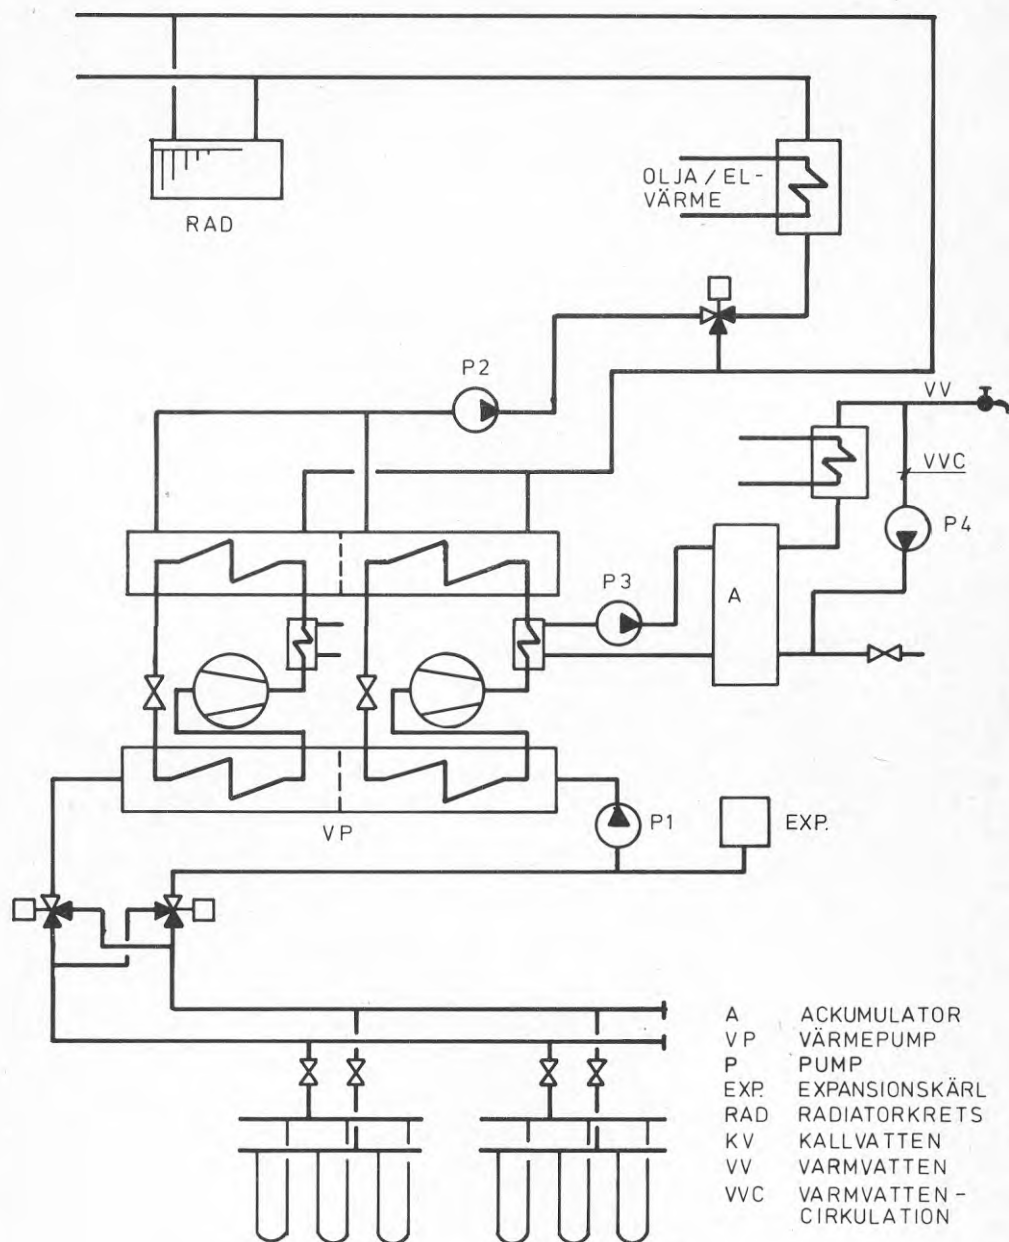 RAD
OLJA / EL-
VÄRME
P2
VV
VVC
P4
P3
A
P1
EXP.
VP
A ACKUMULATOR
VP VÄRMEPUMP
P PUMP
EXP. EXPANSIONSKÄRL
RAD RADIATORKRETS
KV KALLVATTEN
VV VARMVATTEN
VVC VARMVATTEN-
CIRKULATION